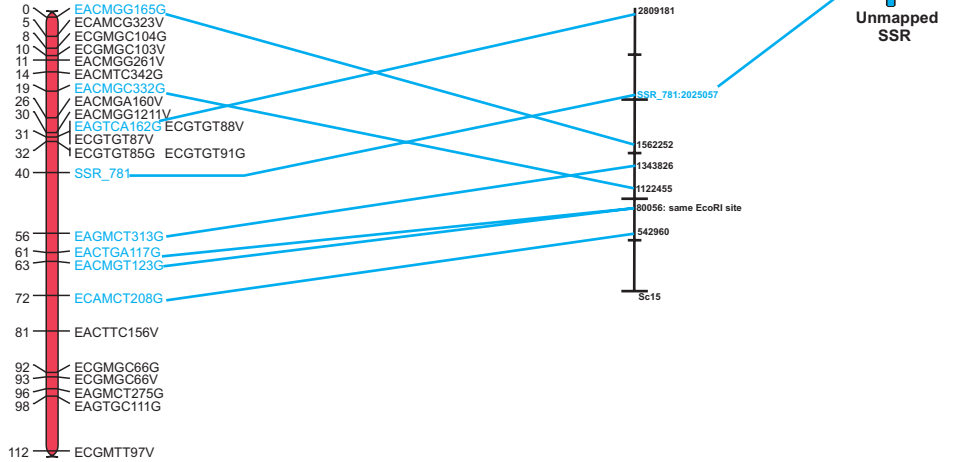 0 EACMGG165G
5 ECAMCG323V
8 ECGMGC104G
10 ECGMGC103V
11 EACMGG261V
14 EACMTC342G
19 EACMGC332G
26 EACMGA160V
30 EACMGG1211V
EAGTCA162G ECGTGT88V
31 ECGTGT87V
32 ECGTGT85G ECGTGT91G
40 SSR_781
56 EAGMCT313G
61 EACTGA117G
63 EACMGT123G
72 ECAMCT208G
81 EACTTC156V
92 ECGMGC66G
93 ECGMGC66V
96 EAGMCT275G
98 EAGTGC111G
112 ECGMTT97V
2809181
SSR_781:2025057
1562252
1343826
1122455
80056: same EcoRI site
542960
Sc15
Unmapped
SSR